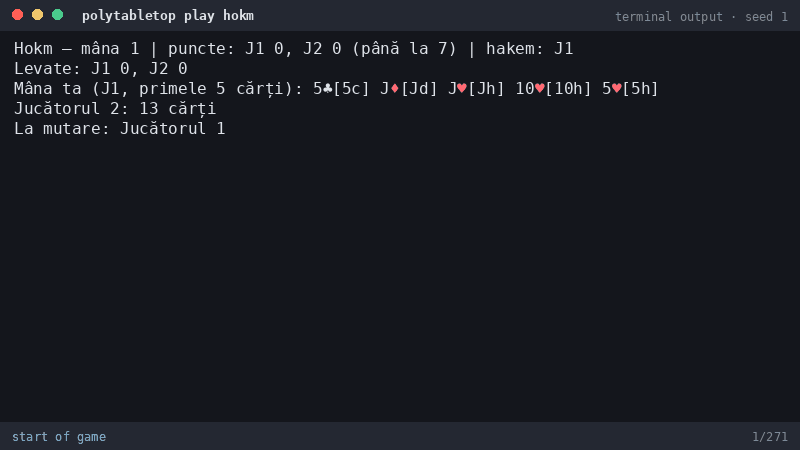 polytabletop play hokm
terminal output · seed 1
Hokm — mâna 1 | puncte: J1 0, J2 0 (până la 7) | hakem: J1
Levate: J1 0, J2 0
Mâna ta (J1, primele 5 cărți): 5♣[5c] J♦[Jd] J♥[Jh] 10♥[10h] 5♥[5h]
Jucătorul 2: 13 cărți
La mutare: Jucătorul 1
start of game
1/271